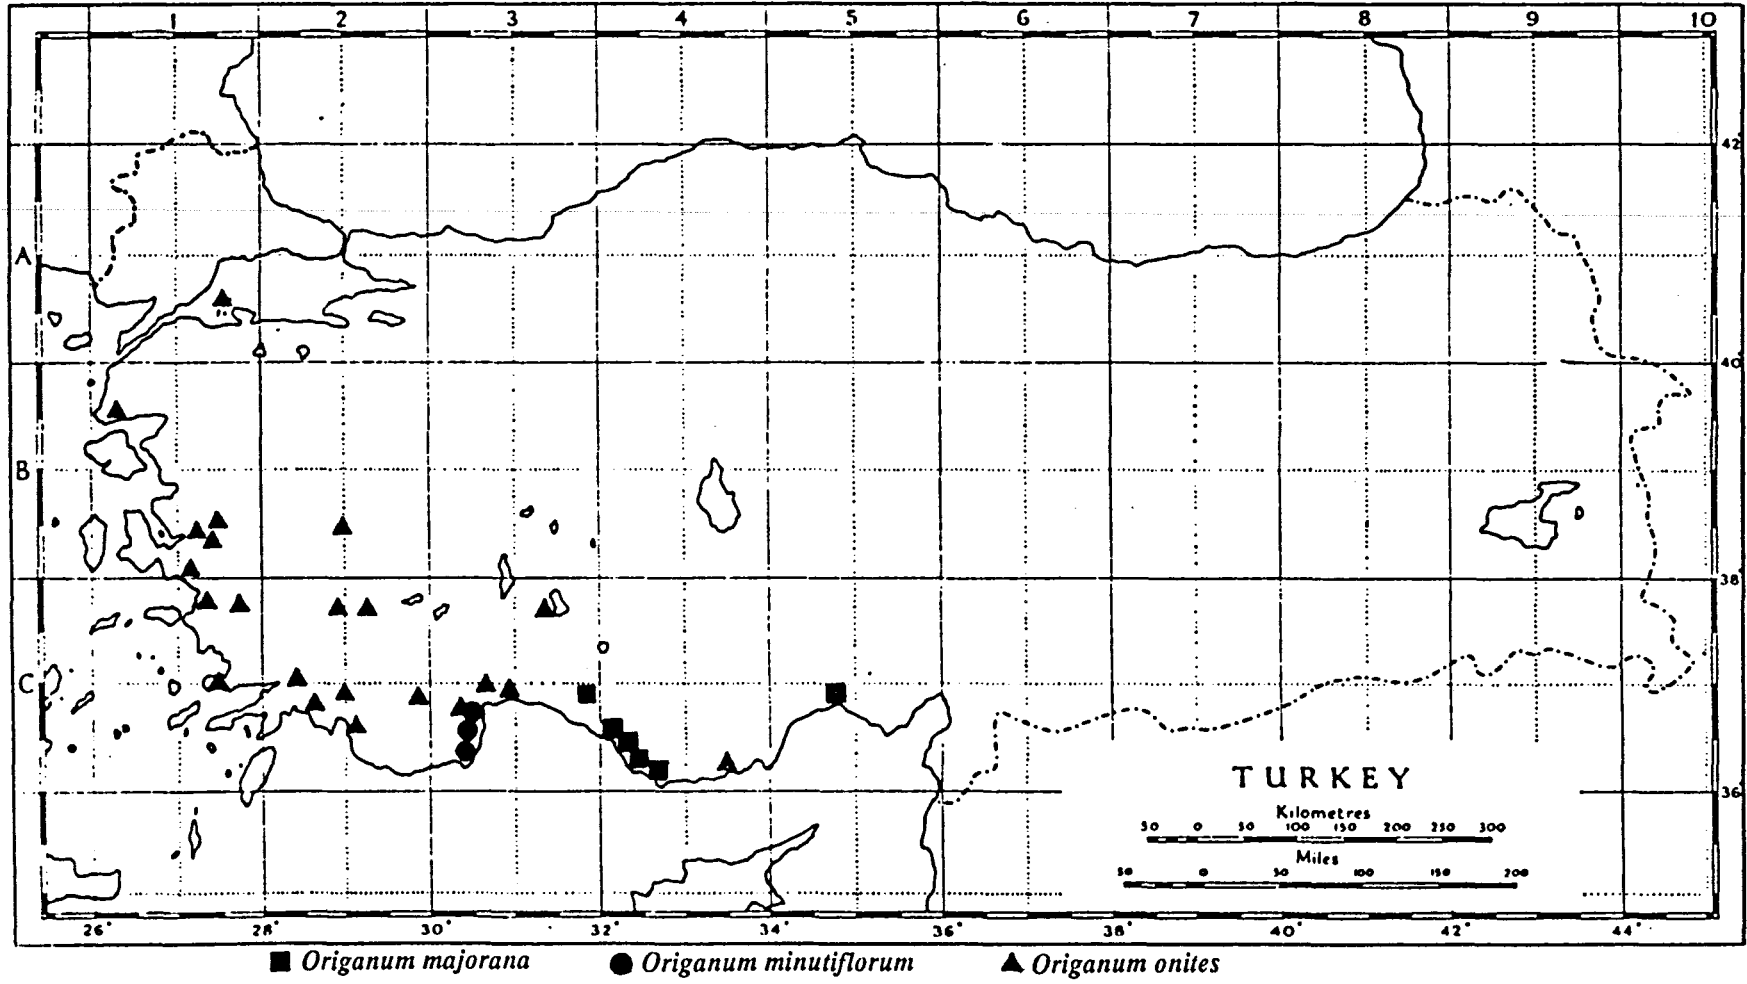 1 2 3 4 5 6 7 8 9 10
42°
A
40
B
38
C
TURKEY
36
Kilometres
50 0 50 100 150 200 250 300
Miles
50 0 50 100 150 200
26° 28° 30° 32° 34° 36° 38° 40° 42° 44°
■ Origanum majorana ● Origanum minutiflorum ▲ Origanum onites